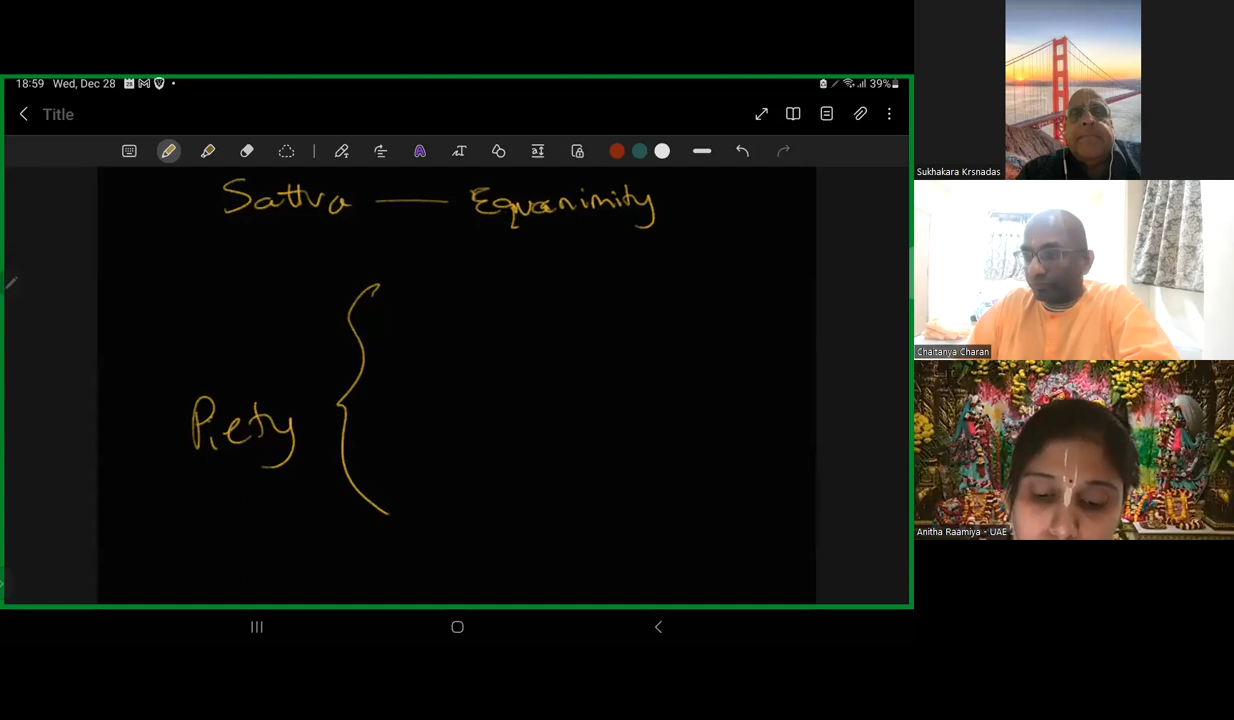 18:59 Wed, Dec 28
39%
Title
Sattva — Equanimity
Piety {
Sukhakara Krsnadas
Chaitanya Charan
Anitha Raamiya - UAE